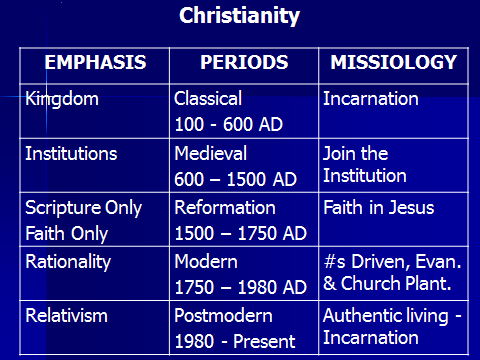 Christianity
EMPHASIS PERIODS MISSIOLOGY
Kingdom Classical Incarnation
100 - 600 AD
Institutions Medieval Join the
600 – 1500 AD Institution
Scripture Only Reformation Faith in Jesus
Faith Only 1500 – 1750 AD
Rationality Modern #s Driven, Evan.
1750 – 1980 AD & Church Plant.
Relativism Postmodern Authentic living -
1980 - Present Incarnation